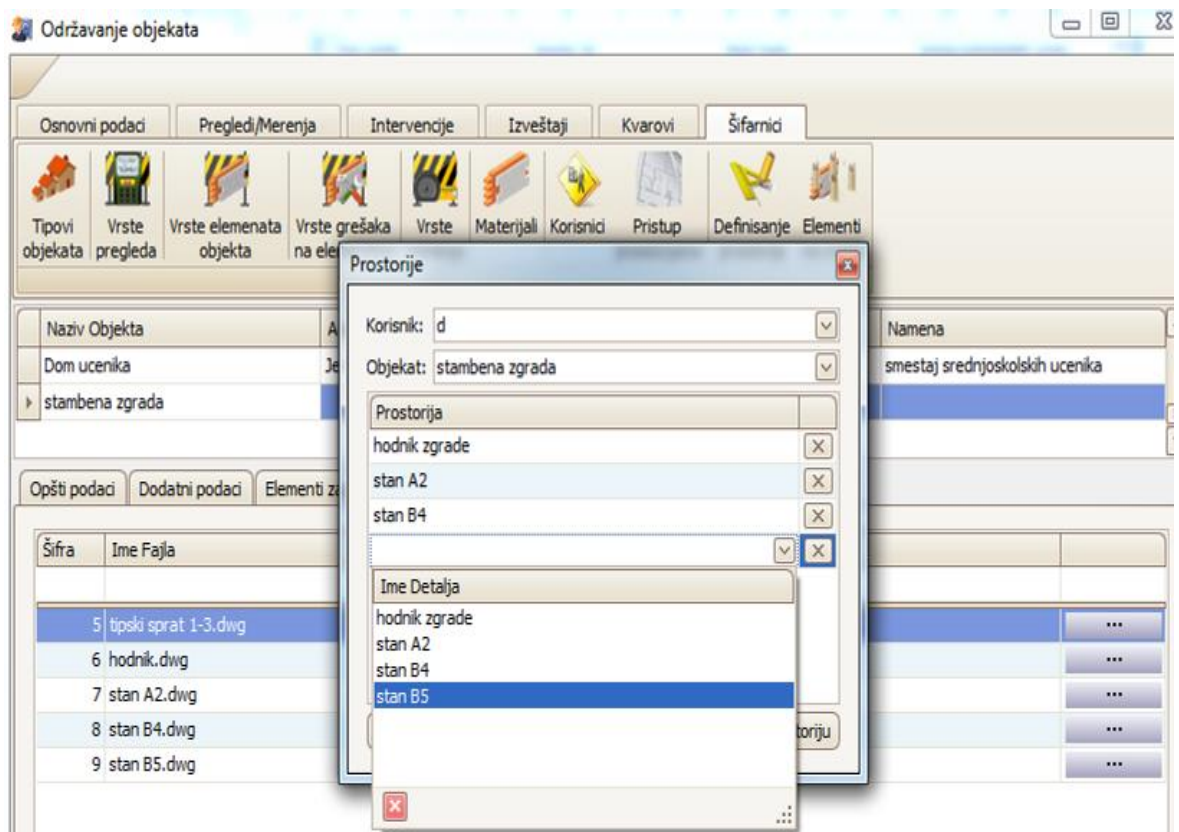 Održavanje objekata
Osnovni podaci Pregledi/Merenja Intervencije Izveštaji Kvarovi Šifarnici
Tipovi Vrste Vrste elemenata Vrste grešaka Vrste Materijali Korisnici Pristup Definisanje Elementi
objekata pregleda objekta na
Prostorije
Korisnik: d
Objekat: stambena zgrada
Prostorija
hodnik zgrade
stan A2
stan B4
Ime Detalja
hodnik zgrade
stan A2
stan B4
stan B5
toriju
Naziv Objekta A Namena
Dom ucenika Je smestaj srednjoskolskih ucenika
stambena zgrada
Opšti podaci Dodatni podaci Elementi za
Šifra Ime Fajla
5 tipski sprat 1-3.dwg ...
6 hodnik.dwg ...
7 stan A2.dwg ...
8 stan B4.dwg ...
9 stan B5.dwg ...